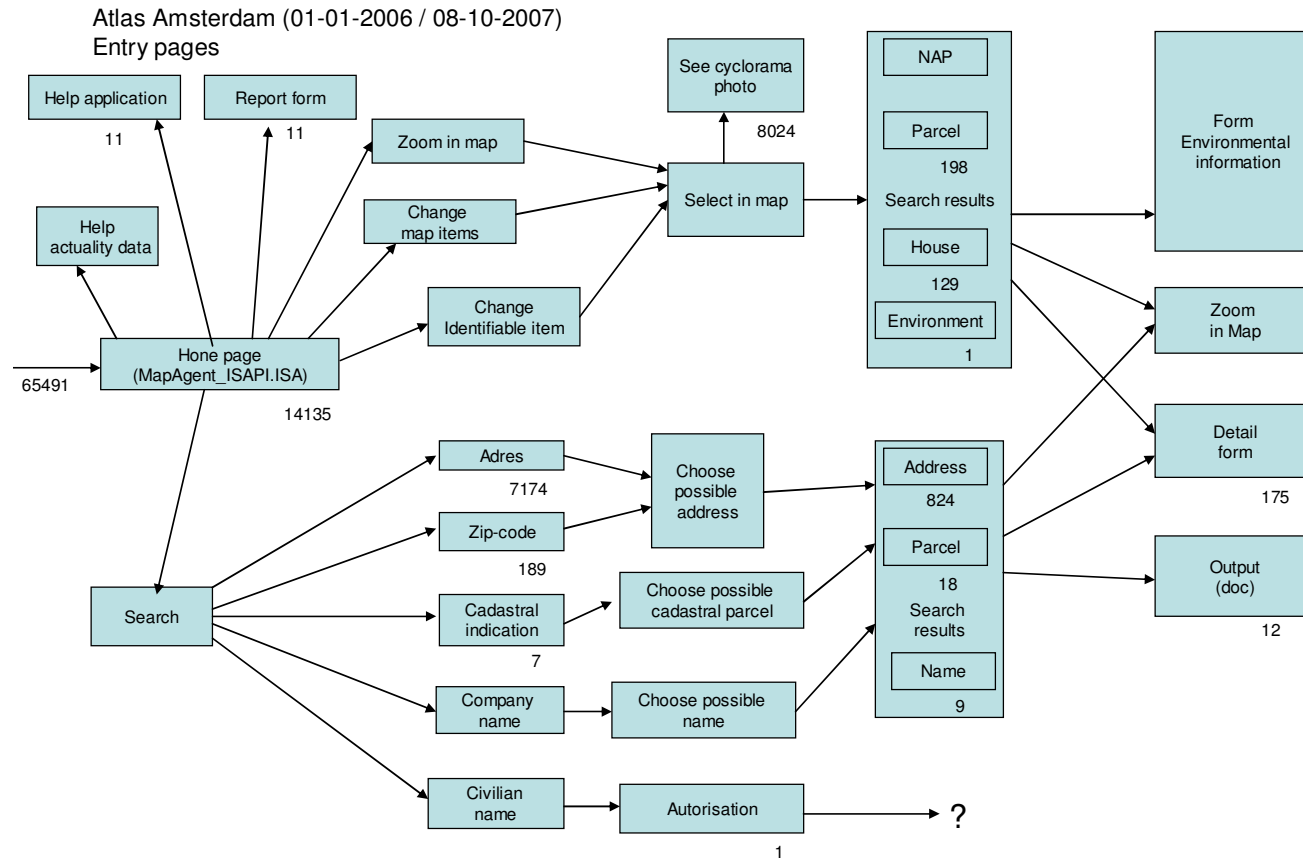 Atlas Amsterdam (01-01-2006 / 08-10-2007)
Entry pages
Help application
11
Report form
11
Help
actuality data
Zoom in map
Change
map items
Change
Identifiable item
See cyclorama
photo
8024
Select in map
NAP
Parcel
198
Search results
House
129
Environment
1
Form
Environmental
information
Zoom
in Map
Detail
form
175
Output
(doc)
12
65491
Hone page
(MapAgent_ISAPI.ISA)
14135
Search
Adres
7174
Zip-code
189
Cadastral
indication
7
Company
name
Civilian
name
Choose
possible
address
Choose possible
cadastral parcel
Choose possible
name
Autorisation
1
?
Address
824
Parcel
18
Search
results
Name
9